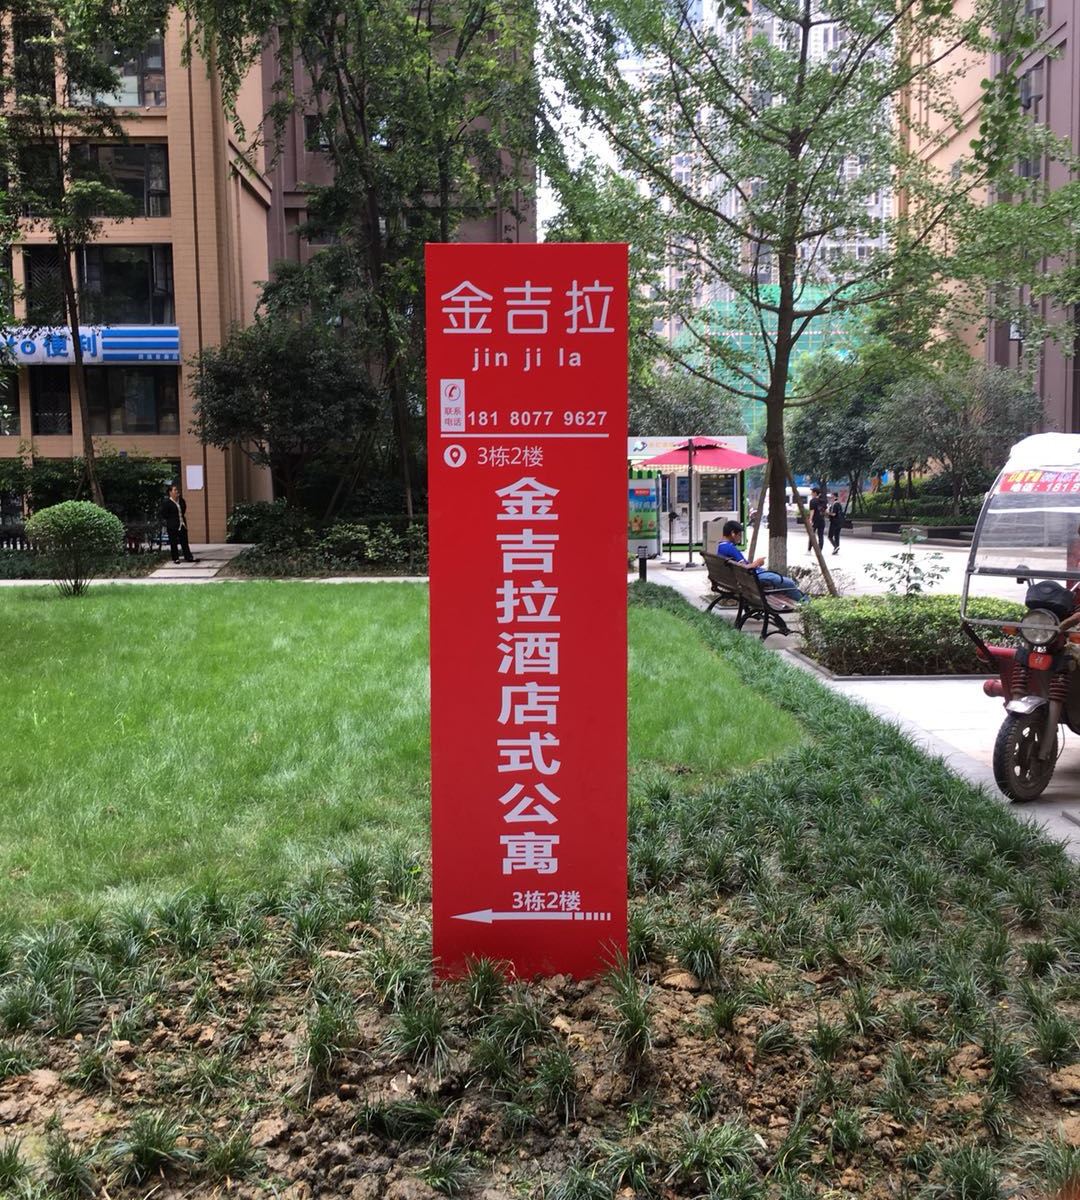 金吉拉
jin ji la
联系
电话
181 8077 9627
3栋2楼
金吉拉酒店式公寓
3栋2楼
便利